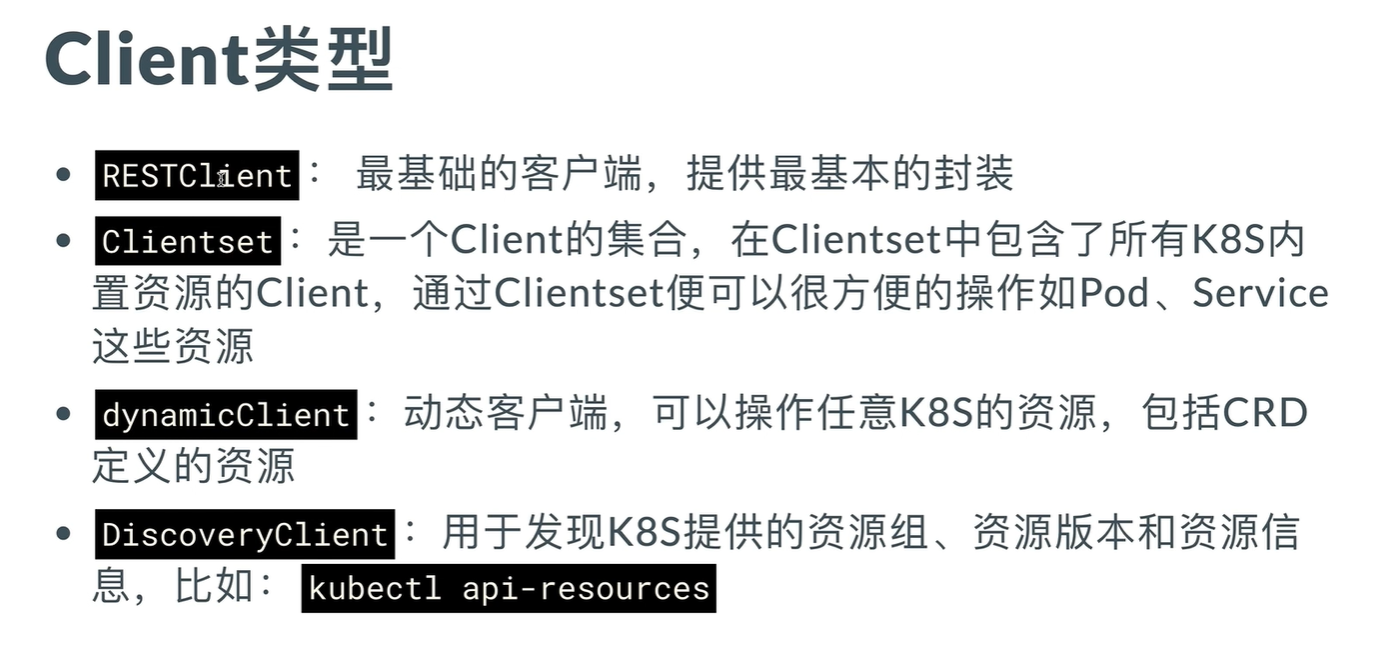 Client类型
• RESTClient： 最基础的客户端，提供最基本的封装
• Clientset：是一个Client的集合，在Clientset中包含了所有K8S内
置资源的Client，通过Clientset便可以很方便的操作如Pod、Service
这些资源
• dynamicClient：动态客户端，可以操作任意K8S的资源，包括CRD
定义的资源
• DiscoveryClient：用于发现K8S提供的资源组、资源版本和资源信
息，比如： kubectl api-resources